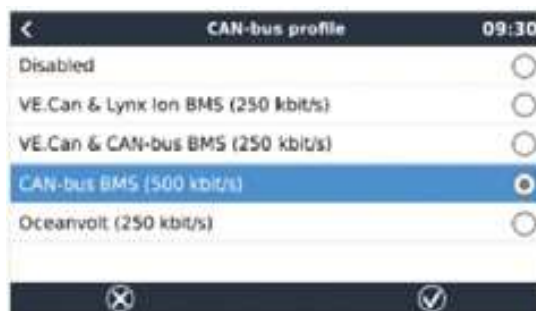 CAN-bus profile 09:30
Disabled
VE.Can & Lynx Ion BMS (250 kbit/s)
VE.Can & CAN-bus BMS (250 kbit/s)
CAN-bus BMS (500 kbit/s)
Oceanvolt (250 kbit/s)